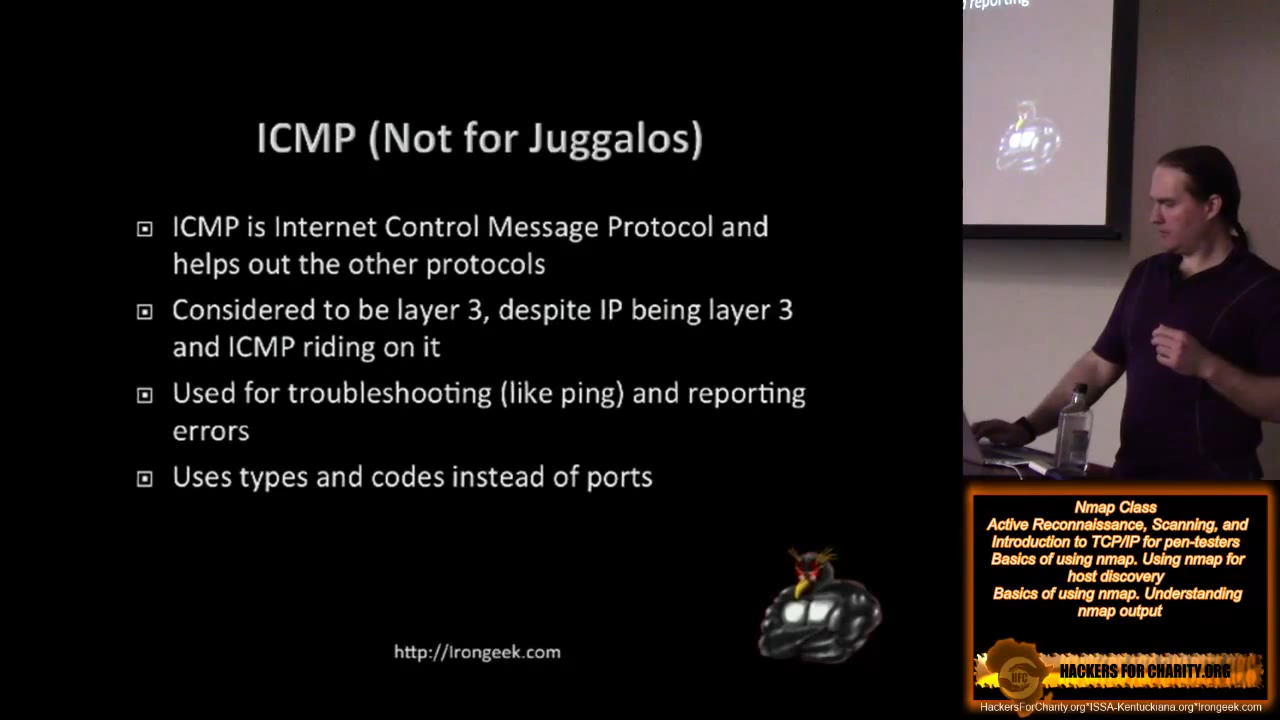 ICMP (Not for Juggalos)
ICMP is Internet Control Message Protocol and
helps out the other protocols
Considered to be layer 3, despite IP being layer 3
and ICMP riding on it
Used for troubleshooting (like ping) and reporting
errors
Uses types and codes instead of ports
http://Irongeek.com
reporting
Nmap Class
Active Reconnaissance, Scanning, and
Introduction to TCP/IP for pen-testers
Basics of using nmap. Using nmap for
host discovery
Basics of using nmap. Understanding
nmap output
HFC
HACKERS FOR CHARITY.ORG
HackersForCharity.org*ISSA-Kentuckiana.org*Irongeek.com